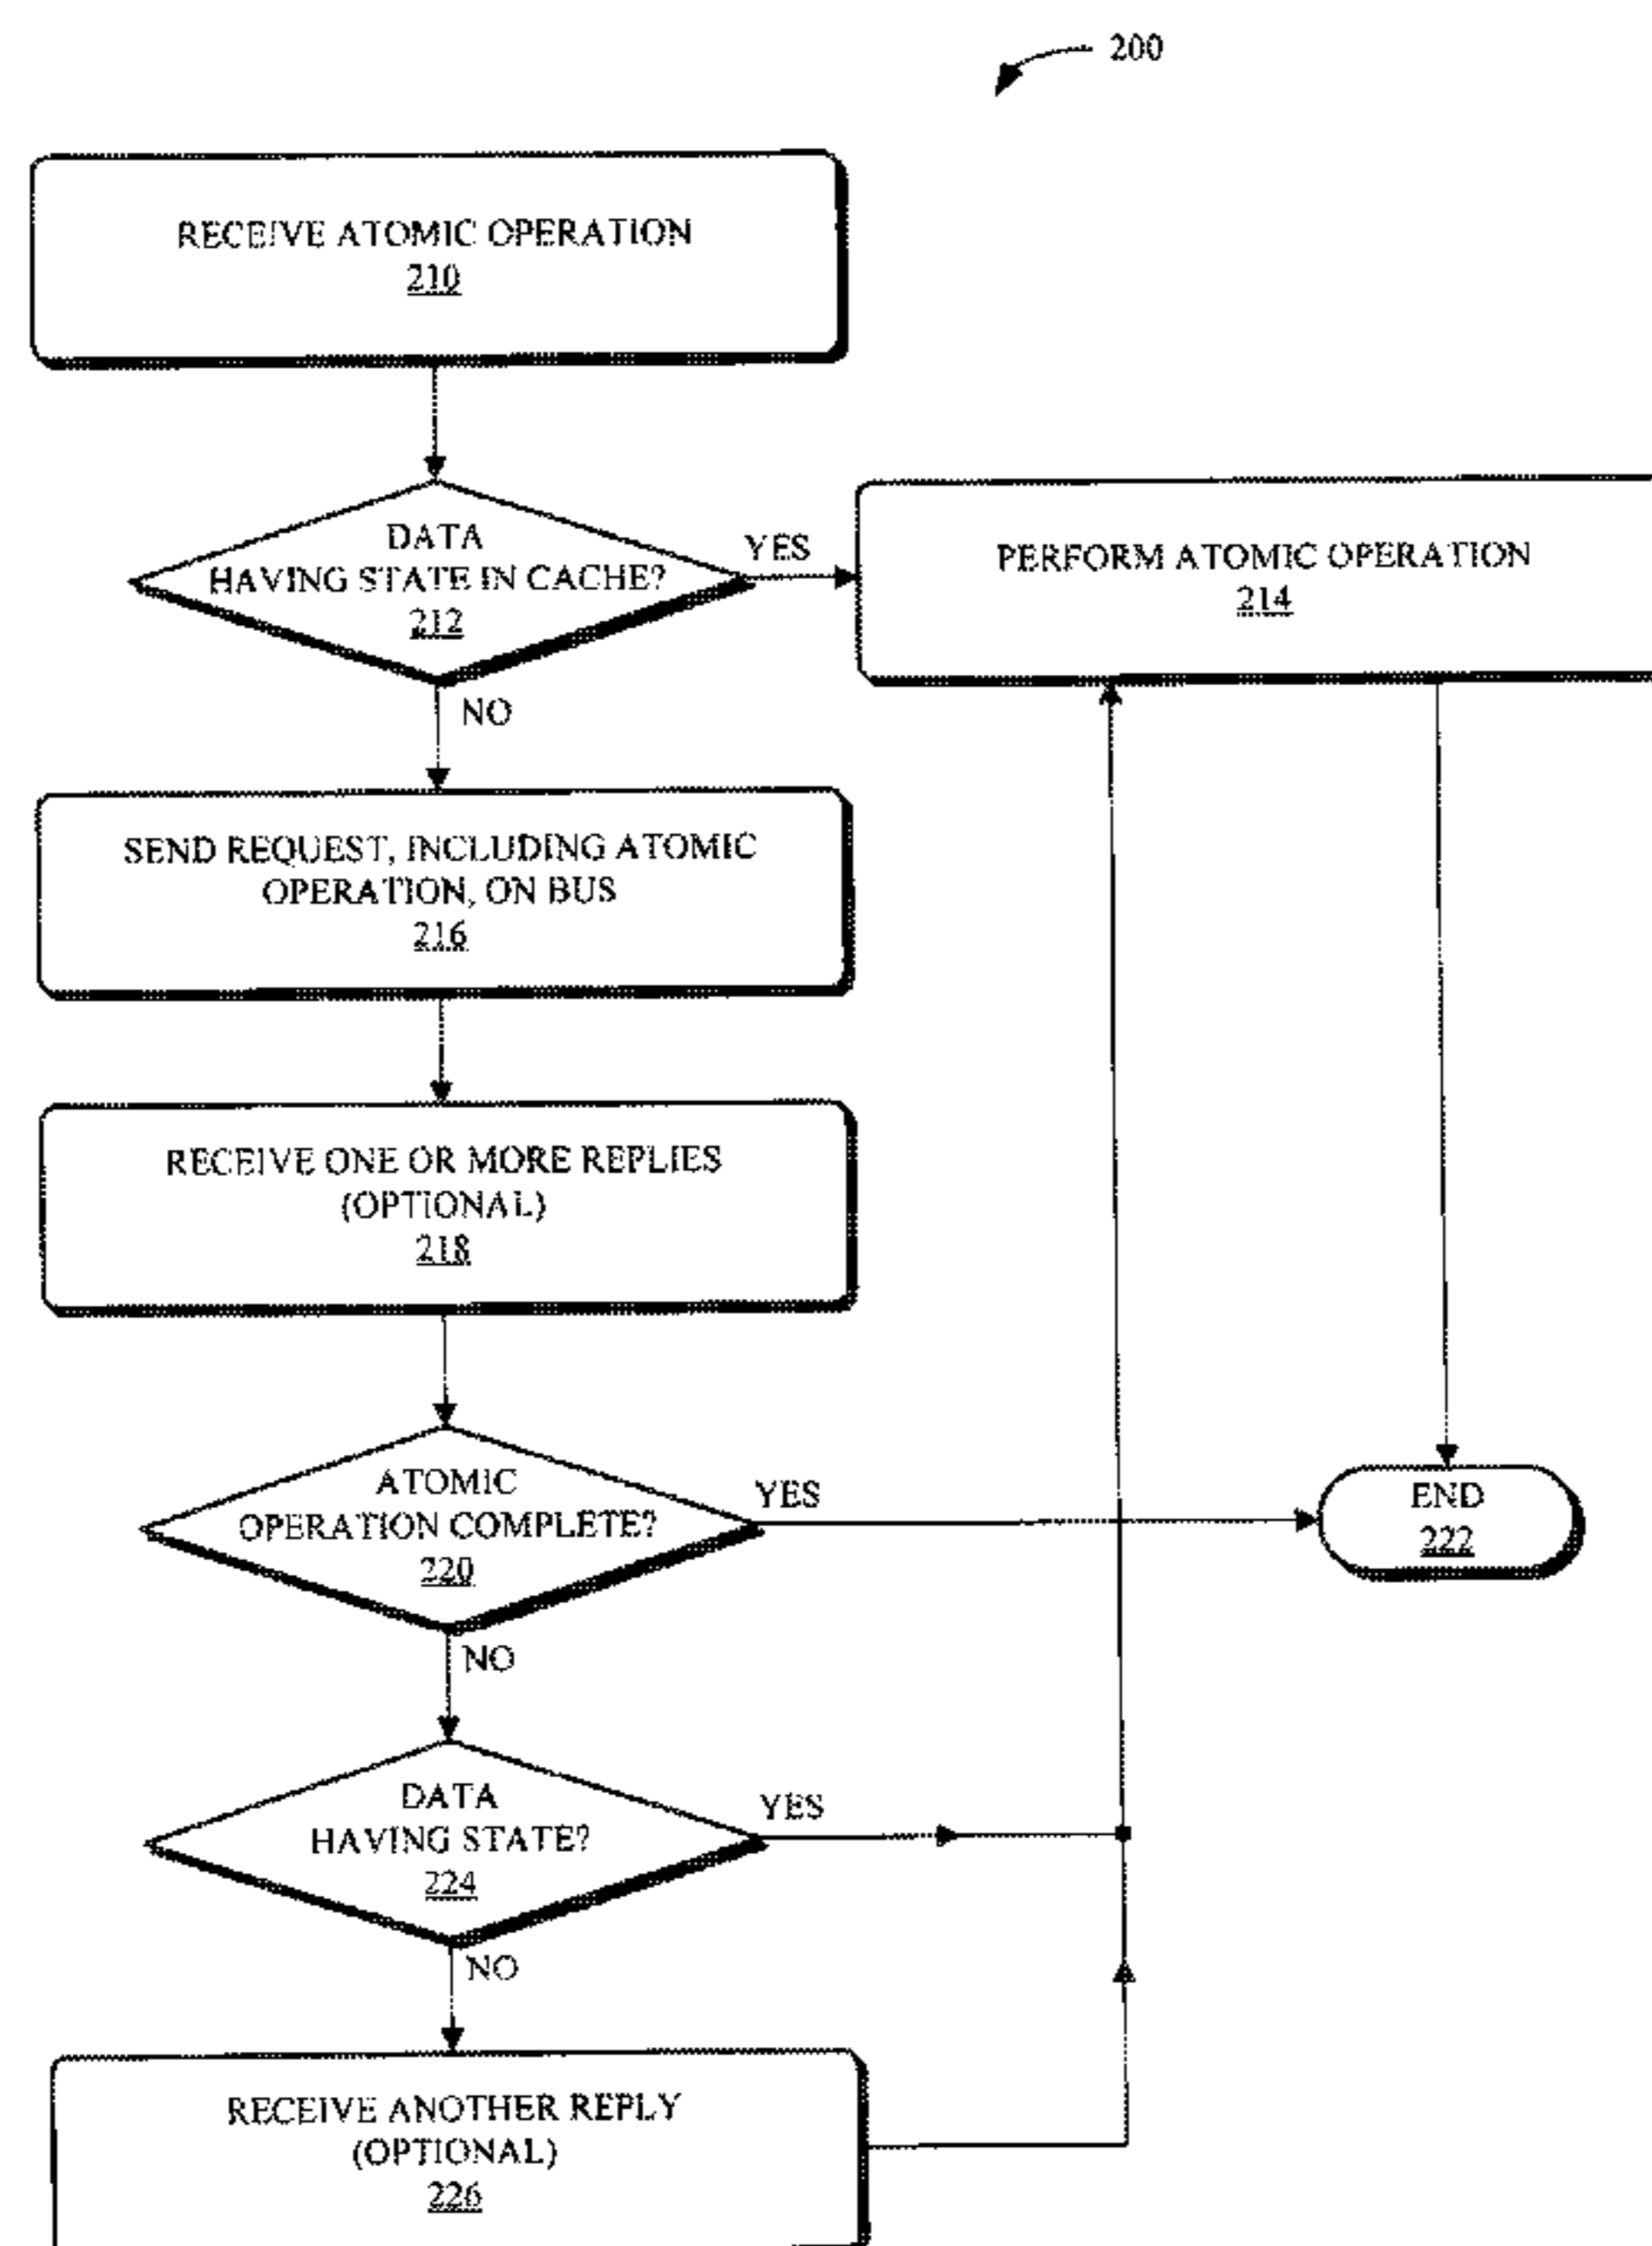 200
RECEIVE ATOMIC OPERATION
210
DATA
HAVING STATE IN CACHE?
212
YES
PERFORM ATOMIC OPERATION
214
NO
SEND REQUEST, INCLUDING ATOMIC
OPERATION, ON BUS
216
RECEIVE ONE OR MORE REPLIES
(OPTIONAL)
218
ATOMIC
OPERATION COMPLETE?
220
YES
END
222
NO
DATA
HAVING STATE?
224
YES
NO
RECEIVE ANOTHER REPLY
(OPTIONAL)
226